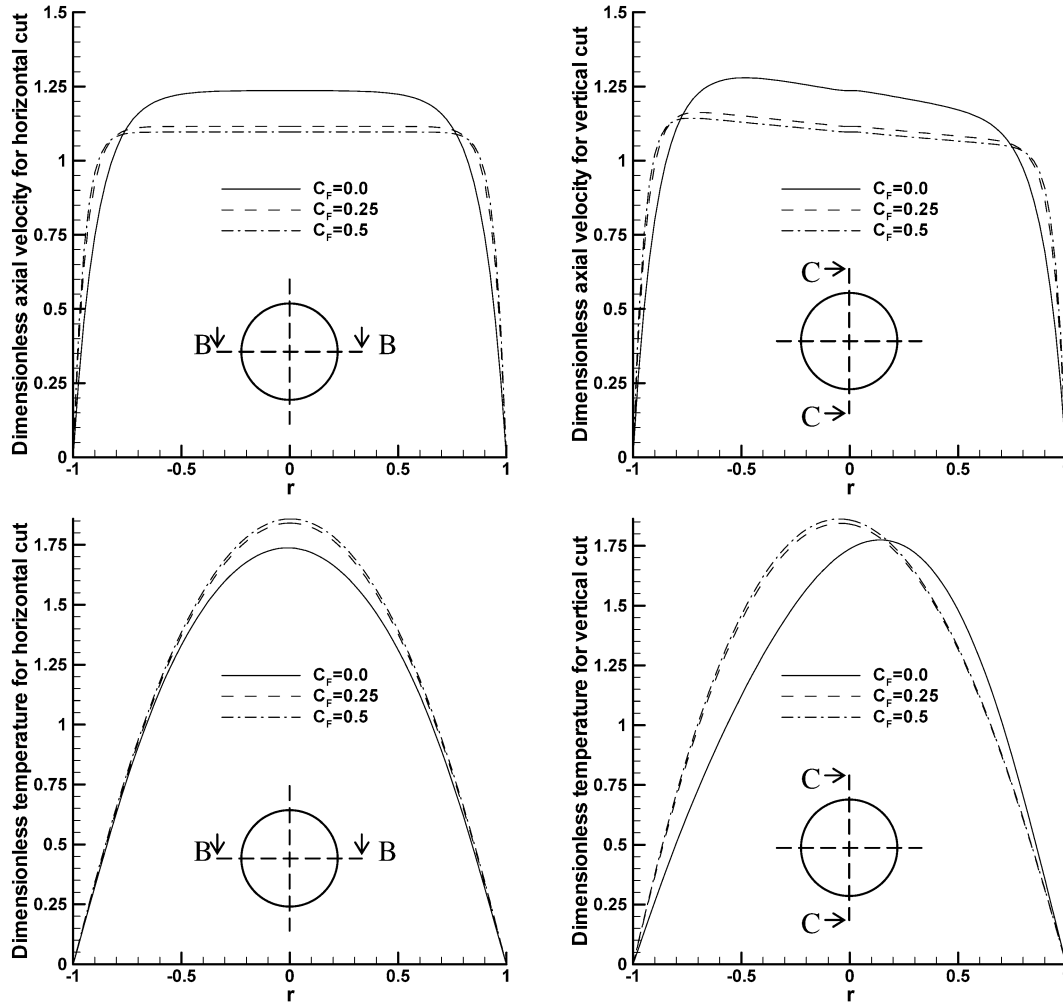 Dimensionless axial velocity for horizontal cut
1.5
1.25
1
0.75
0.5
0.25
0
-1
-0.5
0
0.5
1
r
C_F=0.0
C_F=0.25
C_F=0.5
B
B
Dimensionless axial velocity for vertical cut
1.5
1.25
1
0.75
0.5
0.25
0
-1
-0.5
0
0.5
r
C_F=0.0
C_F=0.25
C_F=0.5
C
C
Dimensionless temperature for horizontal cut
1.75
1.5
1.25
1
0.75
0.5
0.25
0
-1
-0.5
0
0.5
1
r
C_F=0.0
C_F=0.25
C_F=0.5
B
B
Dimensionless temperature for vertical cut
1.75
1.5
1.25
1
0.75
0.5
0.25
0
-1
-0.5
0
0.5
r
C_F=0.0
C_F=0.25
C_F=0.5
C
C